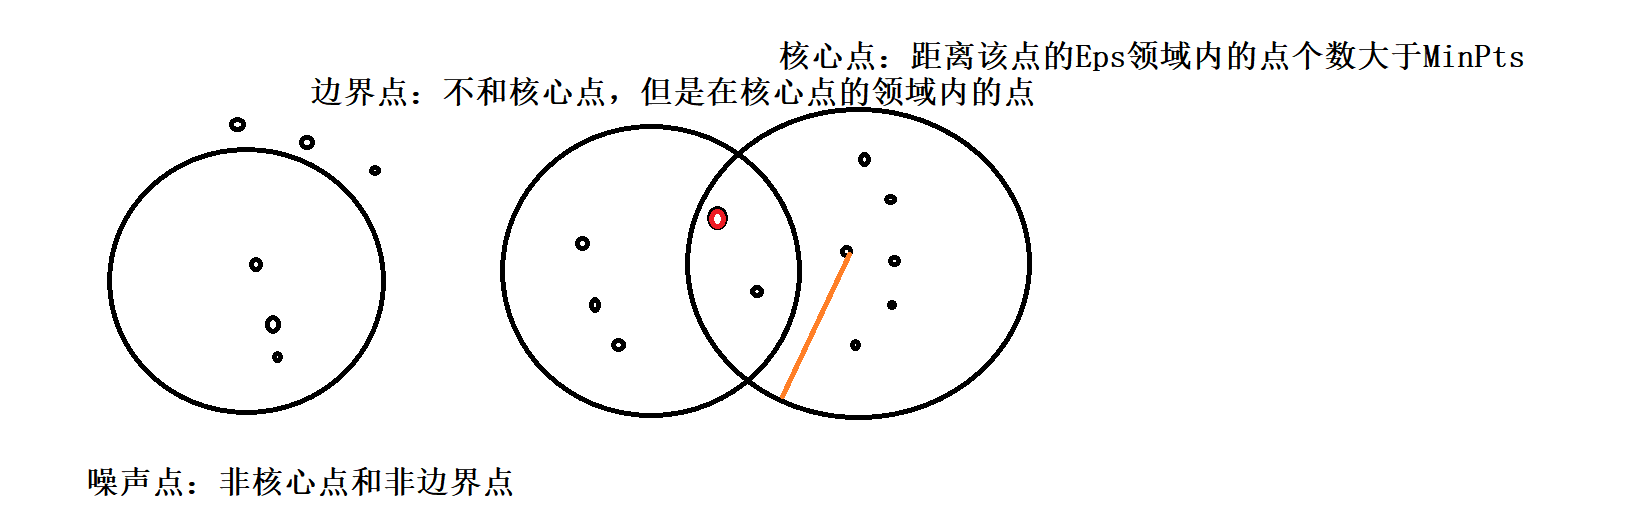 核心点：距离该点的Eps领域内的点个数大于MinPts
边界点：不和核心点，但是在核心点的领域内的点
噪声点：非核心点和非边界点